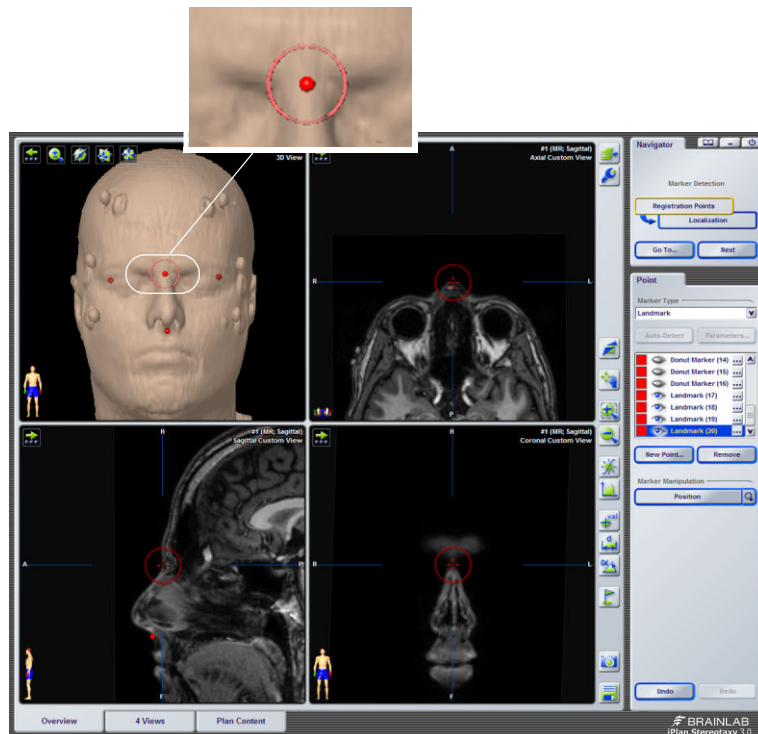 3D View
#1 (MR; Sagittal)
Axial Custom View
A
R
L
P
#1 (MR; Sagittal)
Sagittal Custom View
H
A
P
F
#1 (MR; Sagittal)
Coronal Custom View
H
R
L
F
val
d
Navigator
Marker Detection
Registration Points
Localization
Go To...
Next
Point
Marker Type
Landmark
Auto-Detect
Parameters...
Donut Marker (14) ...
Donut Marker (15) ...
Donut Marker (16) ...
Landmark (17) ...
Landmark (18) ...
Landmark (19) ...
Landmark (20) ...
New Point...
Remove
Marker Manipulation
Position
Undo
Redo
Overview
4 Views
Plan Content
BRAINLAB
iPlan Stereotaxy 3.0